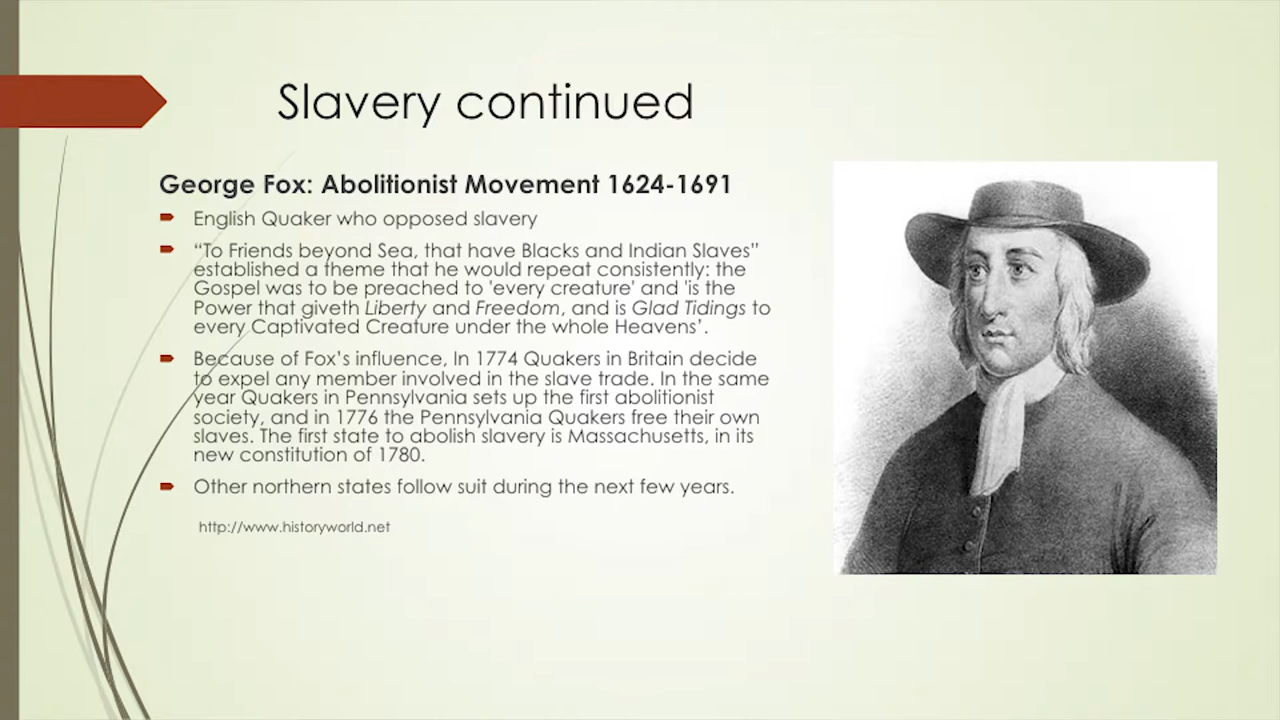 Slavery continued
George Fox: Abolitionist Movement 1624-1691
English Quaker who opposed slavery
“To Friends beyond Sea, that have Blacks and Indian Slaves”
established a theme that he would repeat consistently: the
Gospel was to be preached to 'every creature' and 'is the
Power that giveth Liberty and Freedom, and is Glad Tidings to
every Captivated Creature under the whole Heavens’.
Because of Fox’s influence, In 1774 Quakers in Britain decide
to expel any member involved in the slave trade. In the same
year Quakers in Pennsylvania sets up the first abolitionist
society, and in 1776 the Pennsylvania Quakers free their own
slaves. The first state to abolish slavery is Massachusetts, in its
new constitution of 1780.
Other northern states follow suit during the next few years.
http://www.historyworld.net